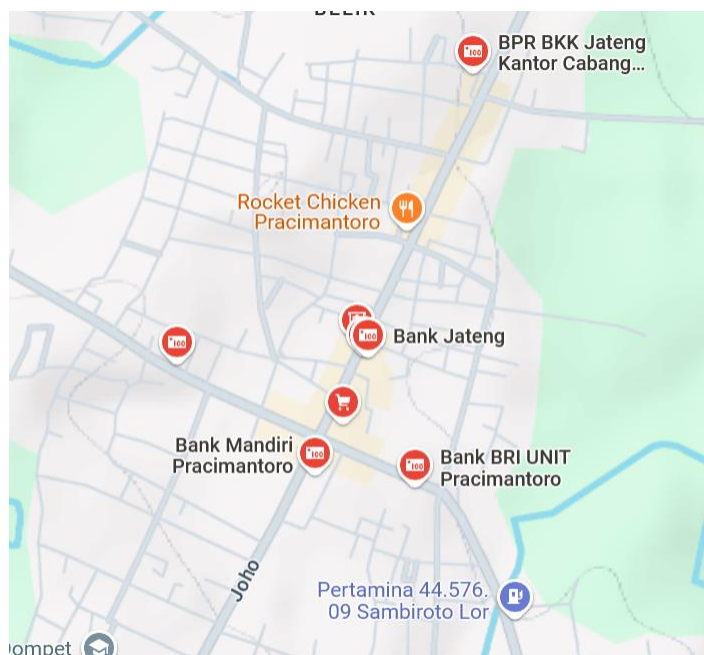 BPR BKK Jateng
Kantor Cabang...
Rocket Chicken
Pracimantoro
Bank Jateng
Bank Mandiri
Pracimantoro
Bank BRI UNIT
Pracimantoro
Joho
Pertamina 44.576.
09 Sambiroto Lor